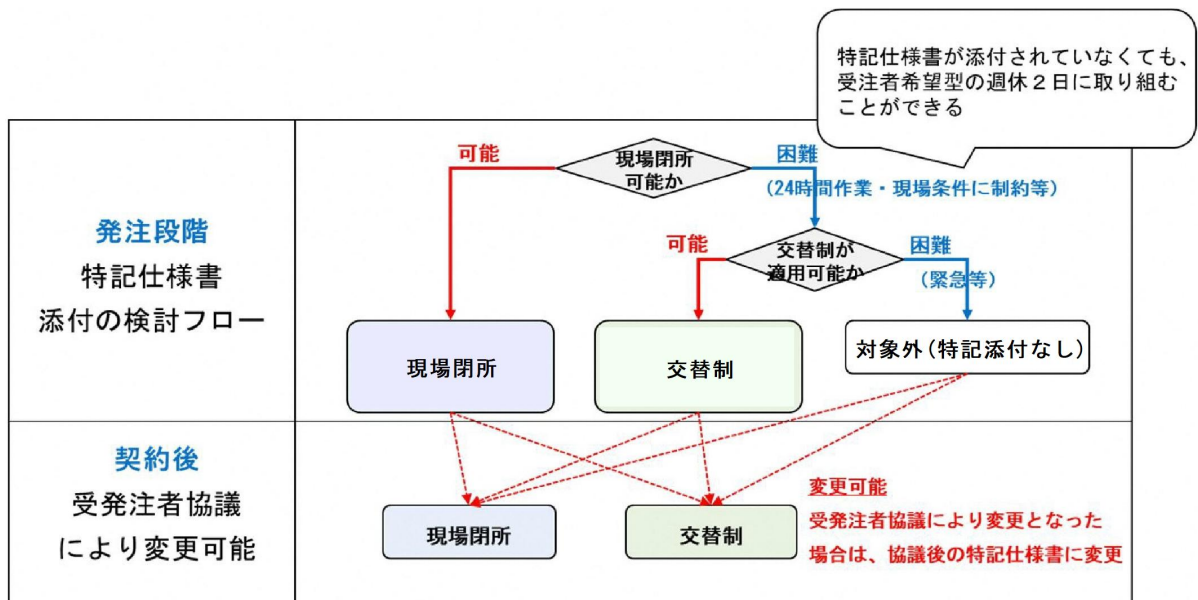 特記仕様書が添付されていなくても、
受注者希望型の週休２日に取り組む
ことができる
発注段階
特記仕様書
添付の検討フロー
現場閉所
可能か
可能
困難
（24時間作業・現場条件に制約等）
交替制が
適用可能か
可能
困難
（緊急等）
現場閉所
交替制
対象外（特記添付なし）
契約後
受発注者協議
により変更可能
現場閉所
交替制
変更可能
受発注者協議により変更となった
場合は、協議後の特記仕様書に変更